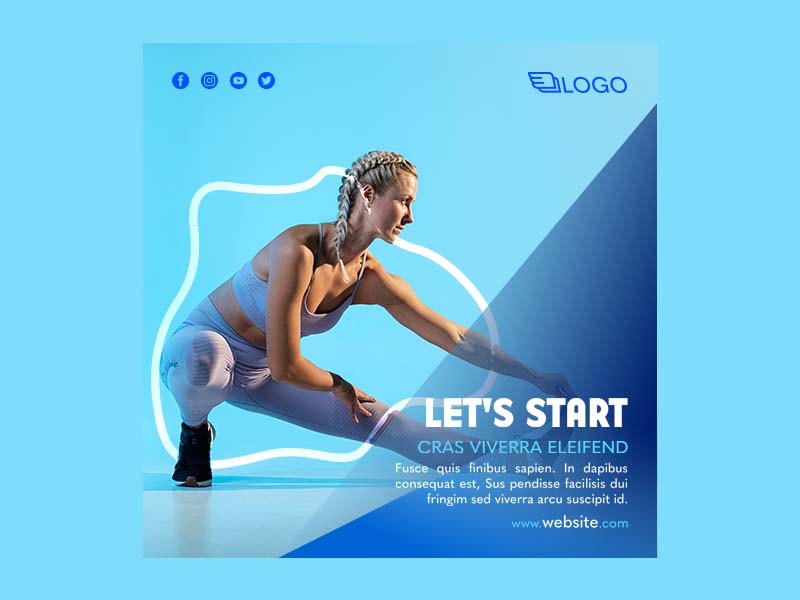 LOGO
LET'S START
CRAS VIVERRA ELEIFEND
Fusce quis finibus sapien. In dapibus
consequat est, Sus pendisse facilisis dui
fringim sed viverra arcu suscipit id.
www.website.com